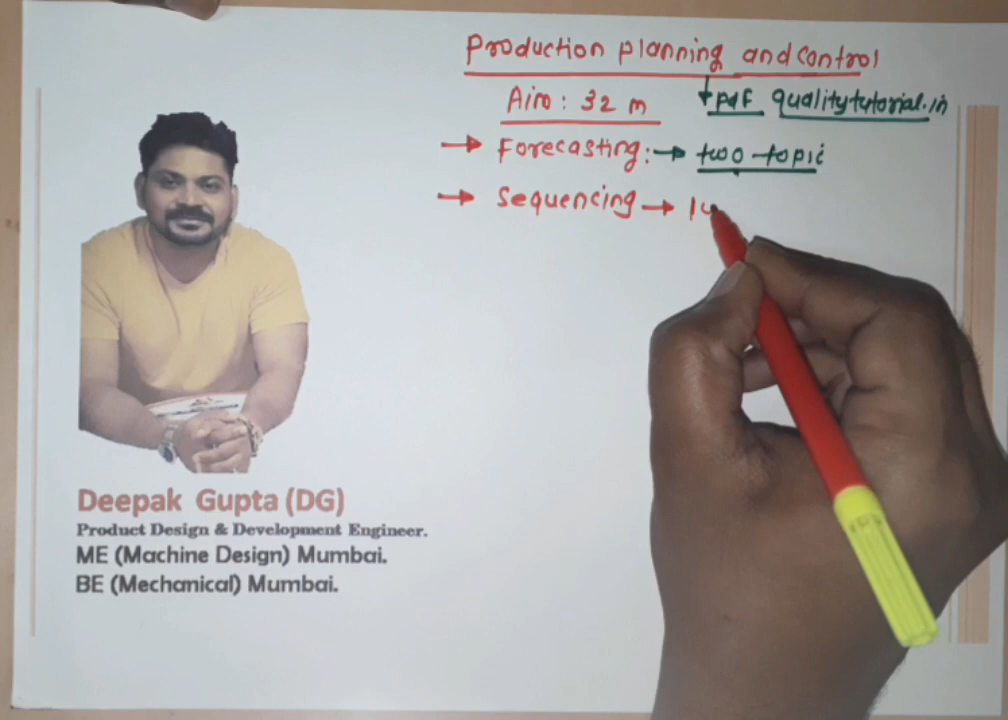 Production planning and control
Aim: 32 m
pdf qualitytutorial.in
→ Forecasting: → two topic
→ Sequencing →
Deepak Gupta (DG)
Product Design & Development Engineer.
ME (Machine Design) Mumbai.
BE (Mechanical) Mumbai.